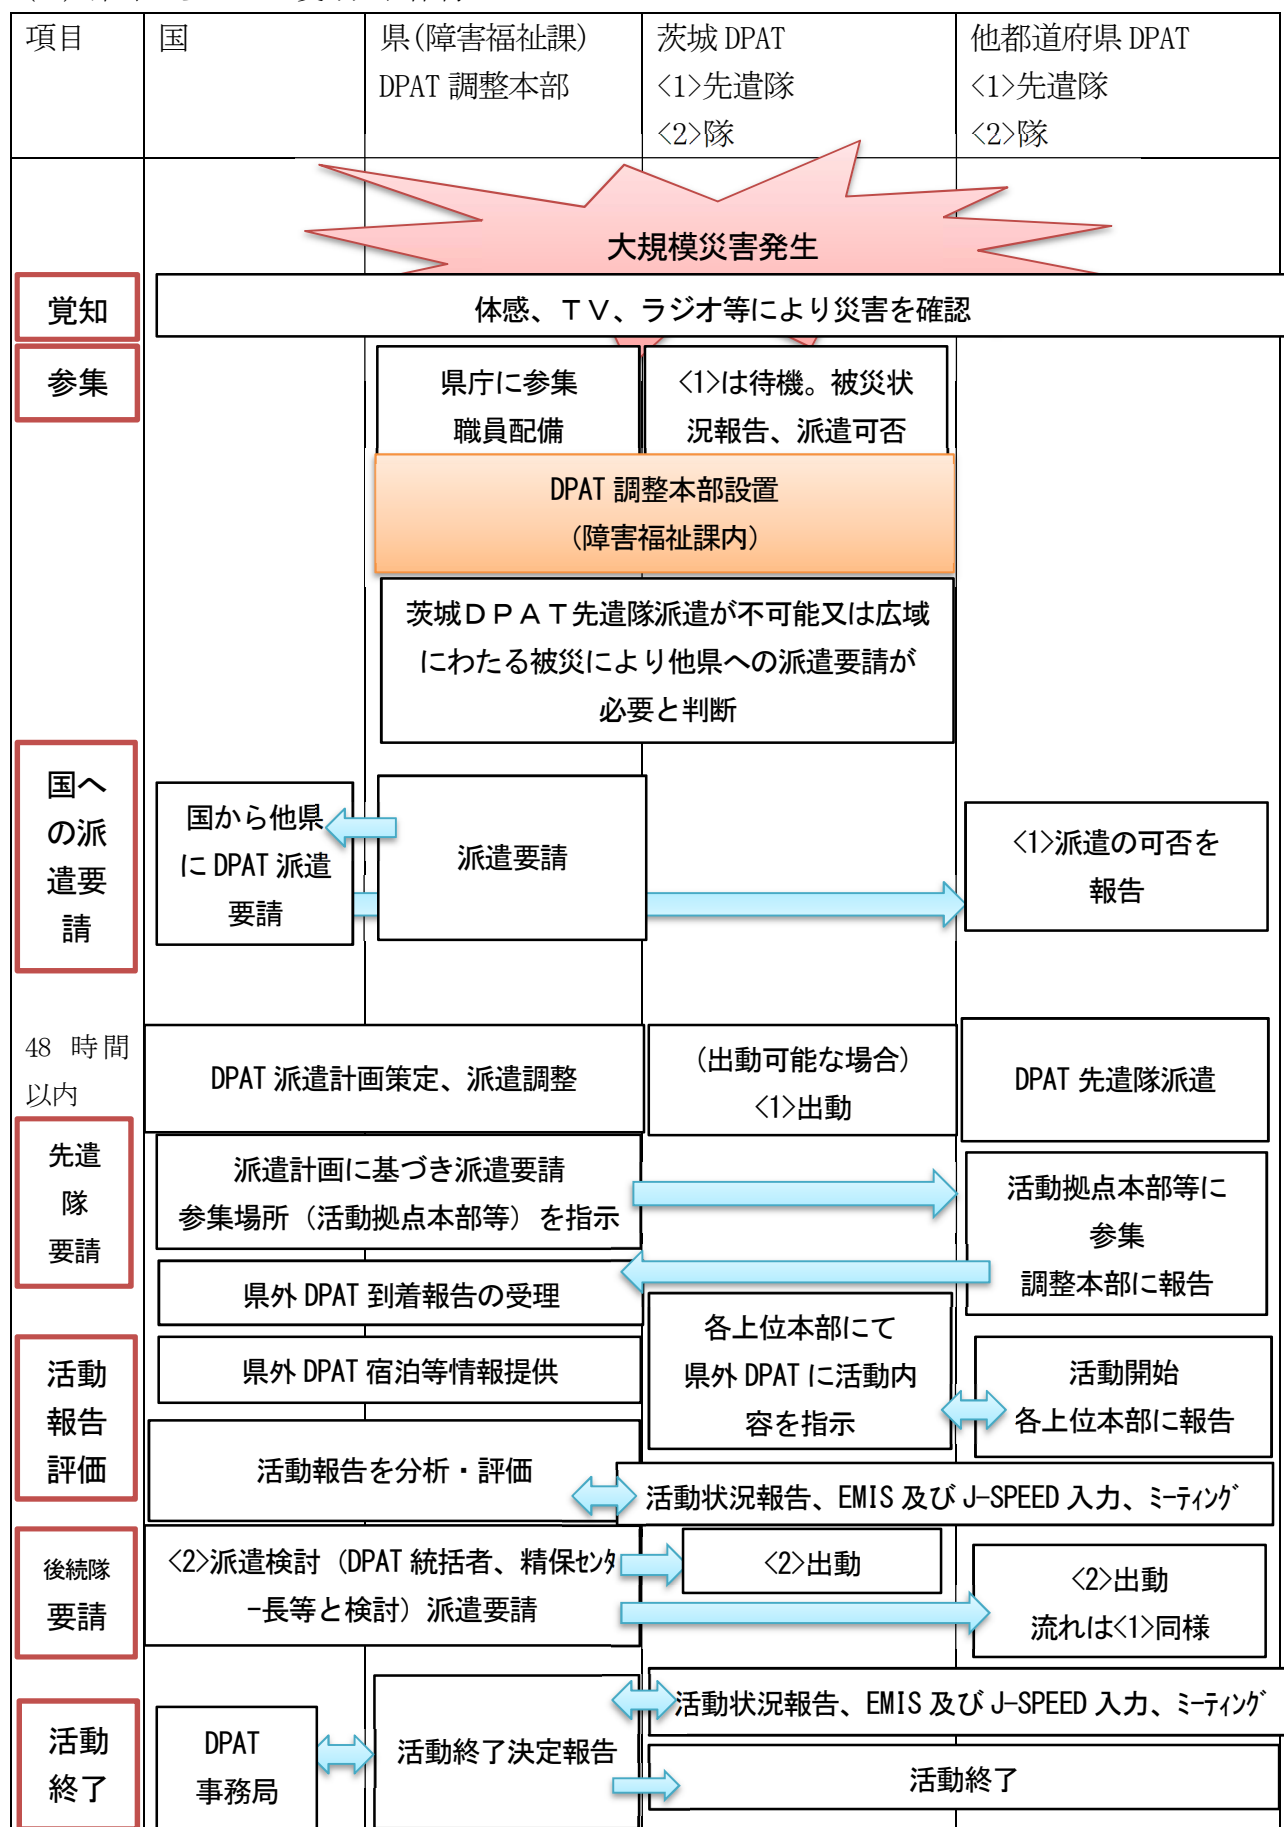 項目
国
県(障害福祉課)
DPAT 調整本部
茨城 DPAT
<1>先遣隊
<2>隊
他都道府県 DPAT
<1>先遣隊
<2>隊
大規模災害発生
覚知
体感、ＴＶ、ラジオ等により災害を確認
参集
県庁に参集
職員配備
<1>は待機。被災状
況報告、派遣可否
DPAT 調整本部設置
(障害福祉課内)
茨城ＤＰＡＴ先遣隊派遣が不可能又は広域
にわたる被災により他県への派遣要請が
必要と判断
国へ
の派
遣要
請
国から他県
に DPAT 派遣
要請
派遣要請
<1>派遣の可否を
報告
48 時間
以内
DPAT 派遣計画策定、派遣調整
(出動可能な場合)
<1>出動
DPAT 先遣隊派遣
先遣
隊
要請
派遣計画に基づき派遣要請
参集場所（活動拠点本部等）を指示
活動拠点本部等に
参集
調整本部に報告
県外 DPAT 到着報告の受理
各上位本部にて
県外 DPAT に活動内
容を指示
活動
報告
評価
県外 DPAT 宿泊等情報提供
活動開始
各上位本部に報告
活動報告を分析・評価
活動状況報告、EMIS 及び J-SPEED 入力、ﾐｰﾃｨﾝｸﾞ
後続隊
要請
<2>派遣検討（DPAT 統括者、精保ｾﾝﾀ
-長等と検討）派遣要請
<2>出動
<2>出動
流れは<1>同様
活動
終了
DPAT
事務局
活動終了決定報告
活動状況報告、EMIS 及び J-SPEED 入力、ﾐｰﾃｨﾝｸﾞ
活動終了